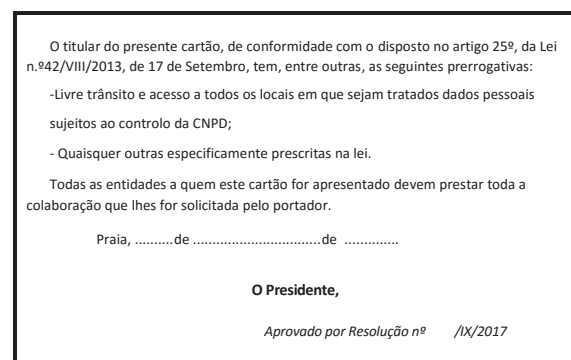 O titular do presente cartão, de conformidade com o disposto no artigo 25º, da Lei
n.º42/VIII/2013, de 17 de Setembro, tem, entre outras, as seguintes prerrogativas:
-Livre trânsito e acesso a todos os locais em que sejam tratados dados pessoais
sujeitos ao controlo da CNPD;
- Quaisquer outras especificamente prescritas na lei.
Todas as entidades a quem este cartão for apresentado devem prestar toda a
colaboração que lhes for solicitada pelo portador.
Praia, ..........de .................................de ..............
O Presidente,
Aprovado por Resolução nº /IX/2017